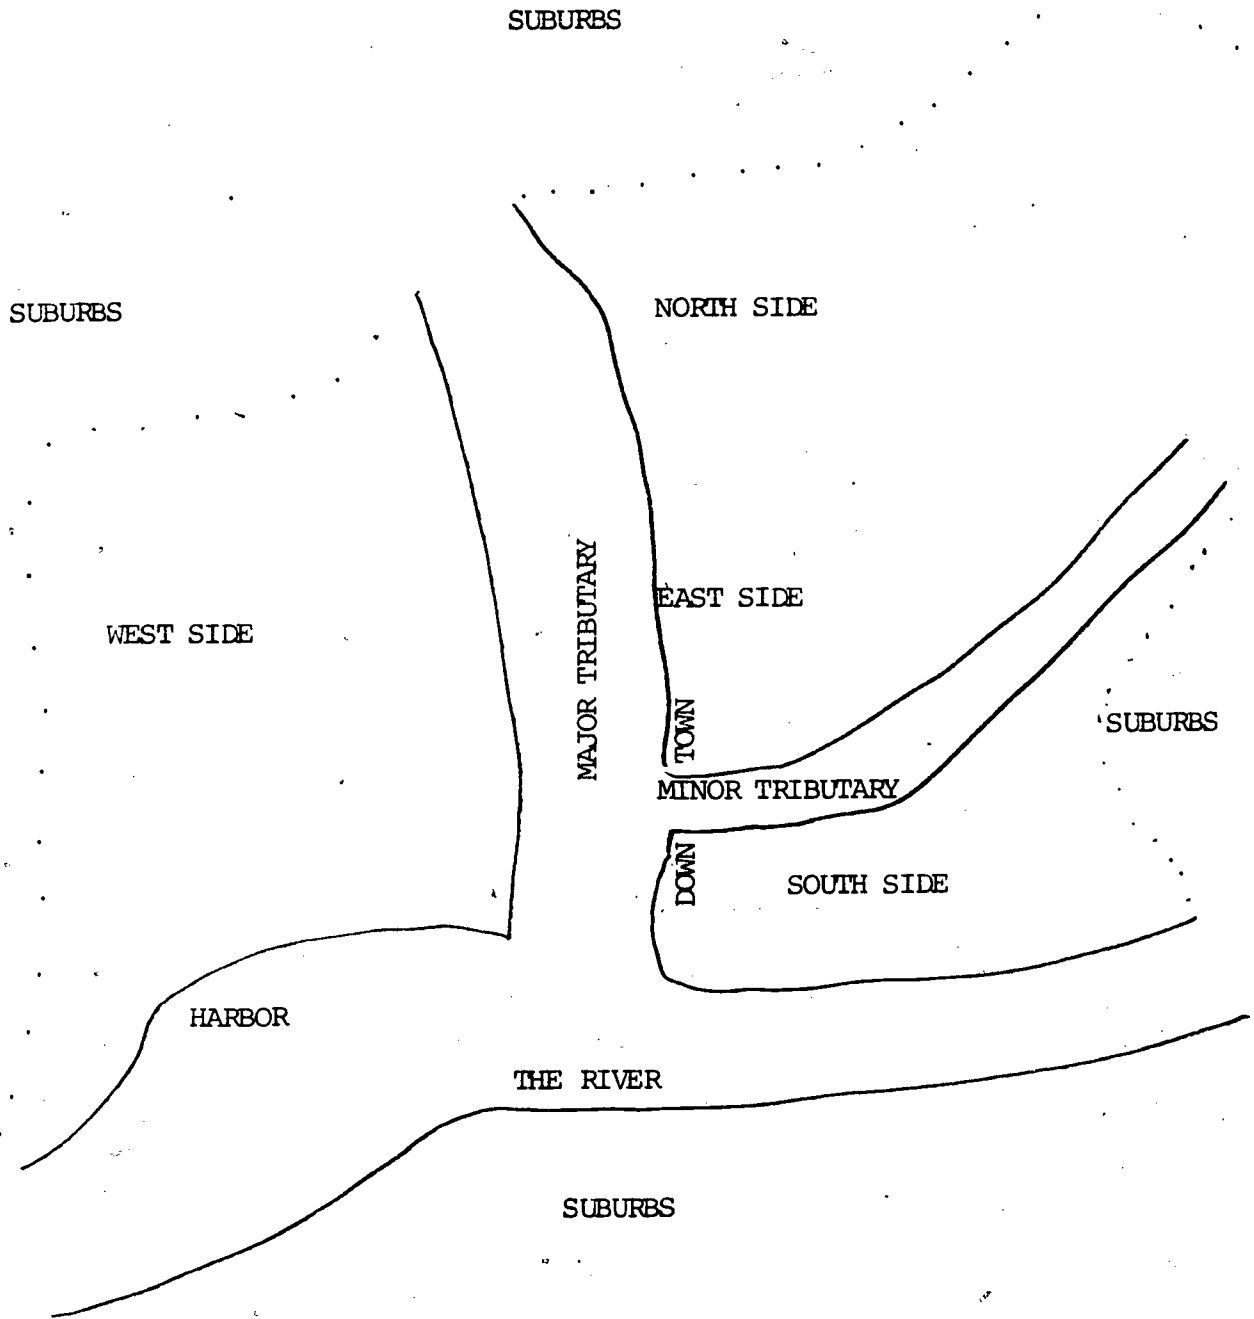 SUBURBS
SUBURBS
NORTH SIDE
EAST SIDE
WEST SIDE
MAJOR TRIBUTARY
DOWN TOWN
SUBURBS
MINOR TRIBUTARY
SOUTH SIDE
HARBOR
THE RIVER
SUBURBS